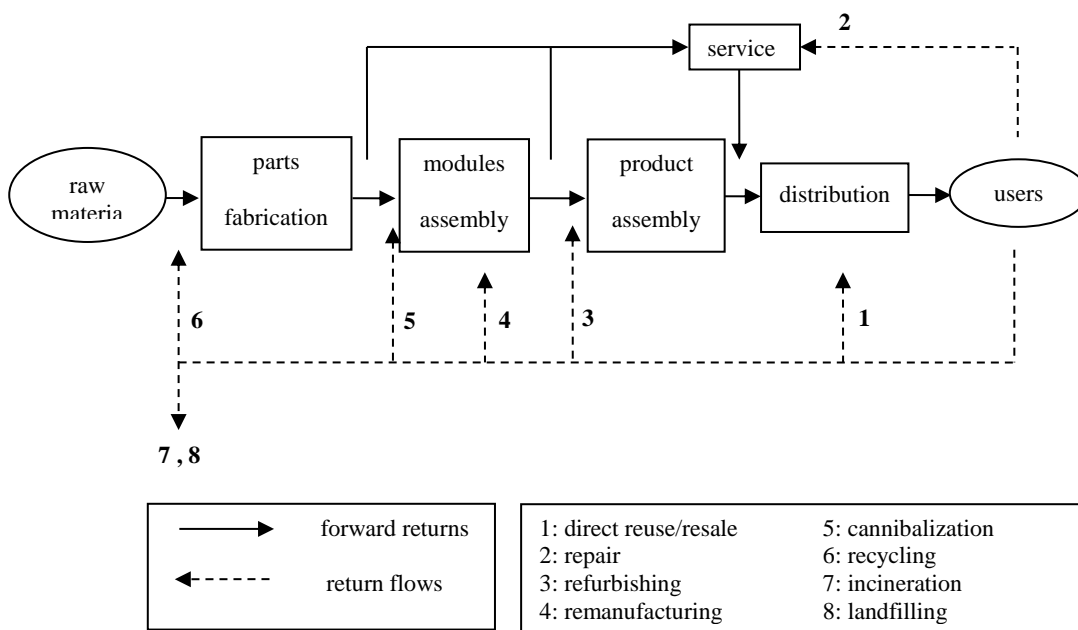 2
service
parts
fabrication
modules
assembly
product
assembly
raw
materia
distribution
users
6
5
4
3
1
7 , 8
forward returns
return flows
1: direct reuse/resale
2: repair
3: refurbishing
4: remanufacturing
5: cannibalization
6: recycling
7: incineration
8: landfilling